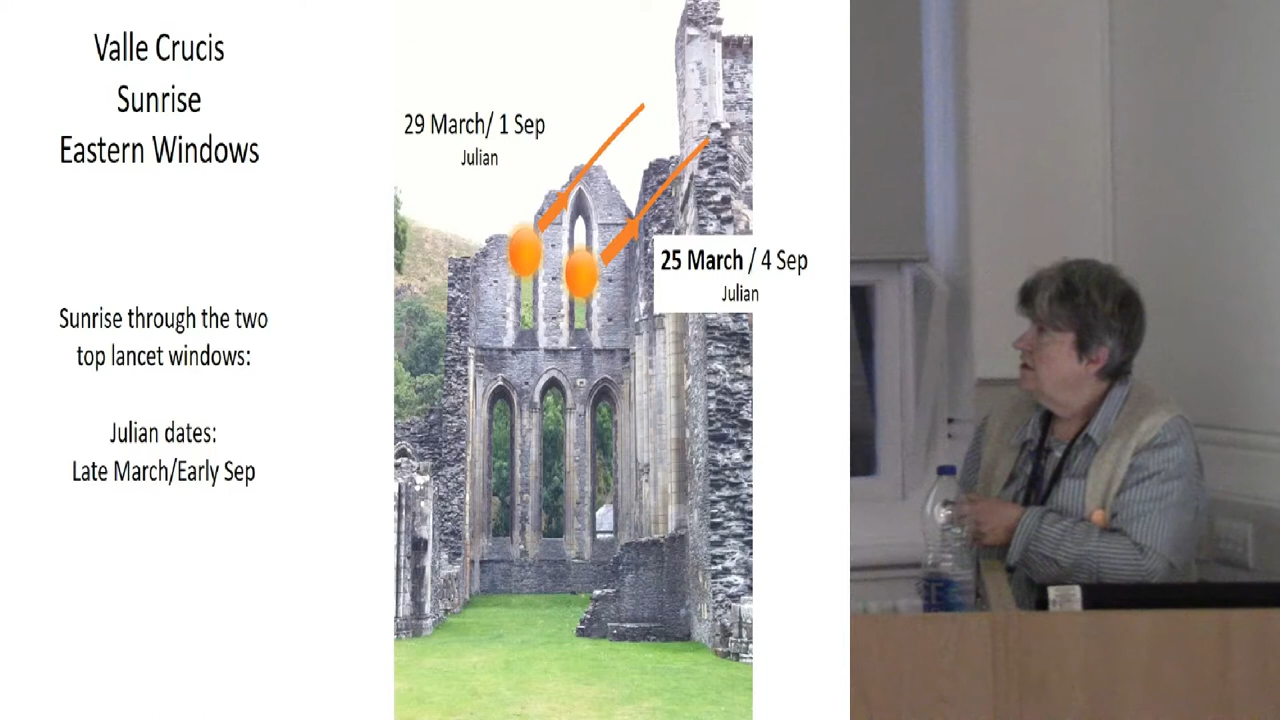 Valle Crucis
Sunrise
Eastern Windows
29 March/ 1 Sep
Julian
25 March / 4 Sep
Julian
Sunrise through the two
top lancet windows:
Julian dates:
Late March/Early Sep